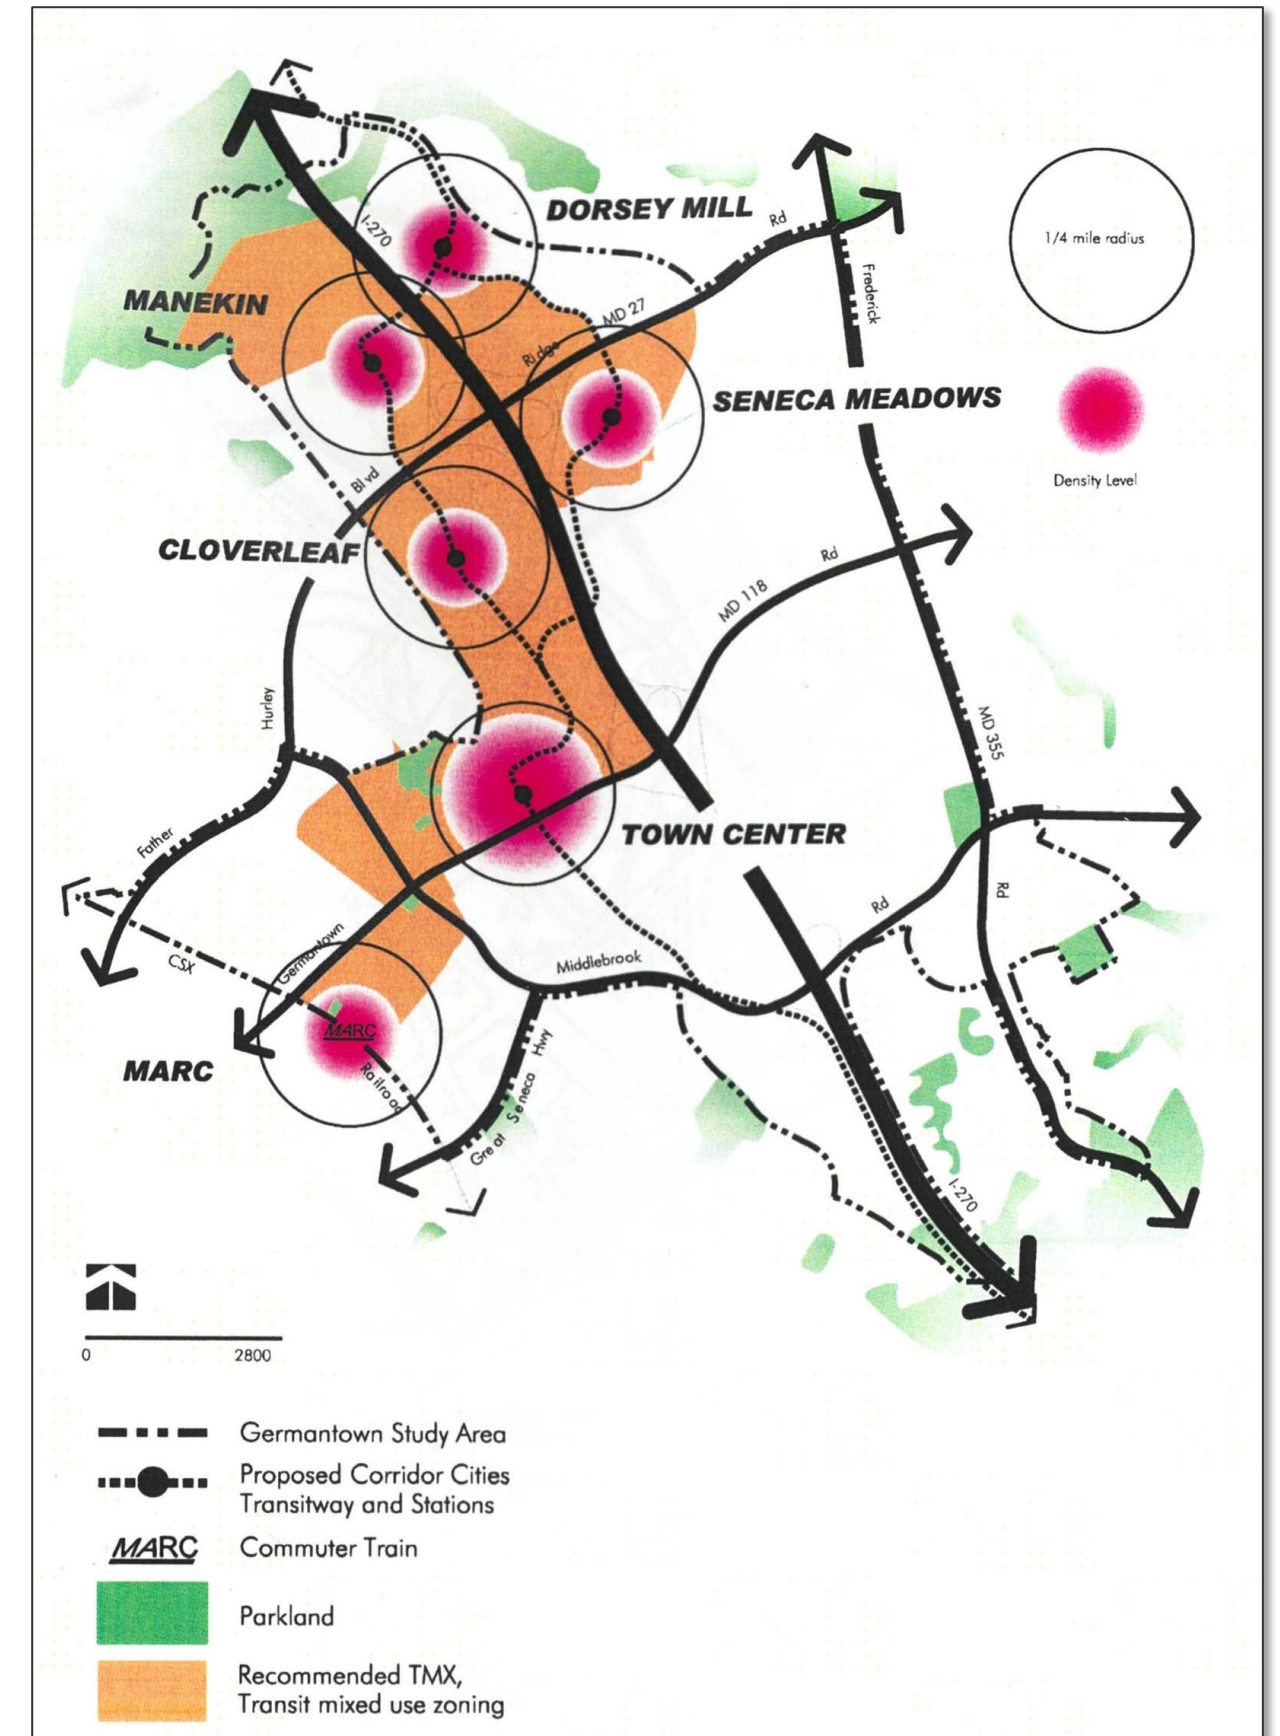 DORSEY MILL
Rd
1/4 mile radius
I-270
Frederick
MANEKIN
MD 27
Ridge
SENECA MEADOWS
Density Level
Blvd
CLOVERLEAF
Rd
MD 118
Hurley
MD 355
TOWN CENTER
Father
Rd
Rd
Germantown
CSX
Middlebrook
MARC
MARC
Railroad
Great Seneca Hwy
I-270
0 2800
Germantown Study Area
Proposed Corridor Cities
Transitway and Stations
MARC Commuter Train
Parkland
Recommended TMX,
Transit mixed use zoning